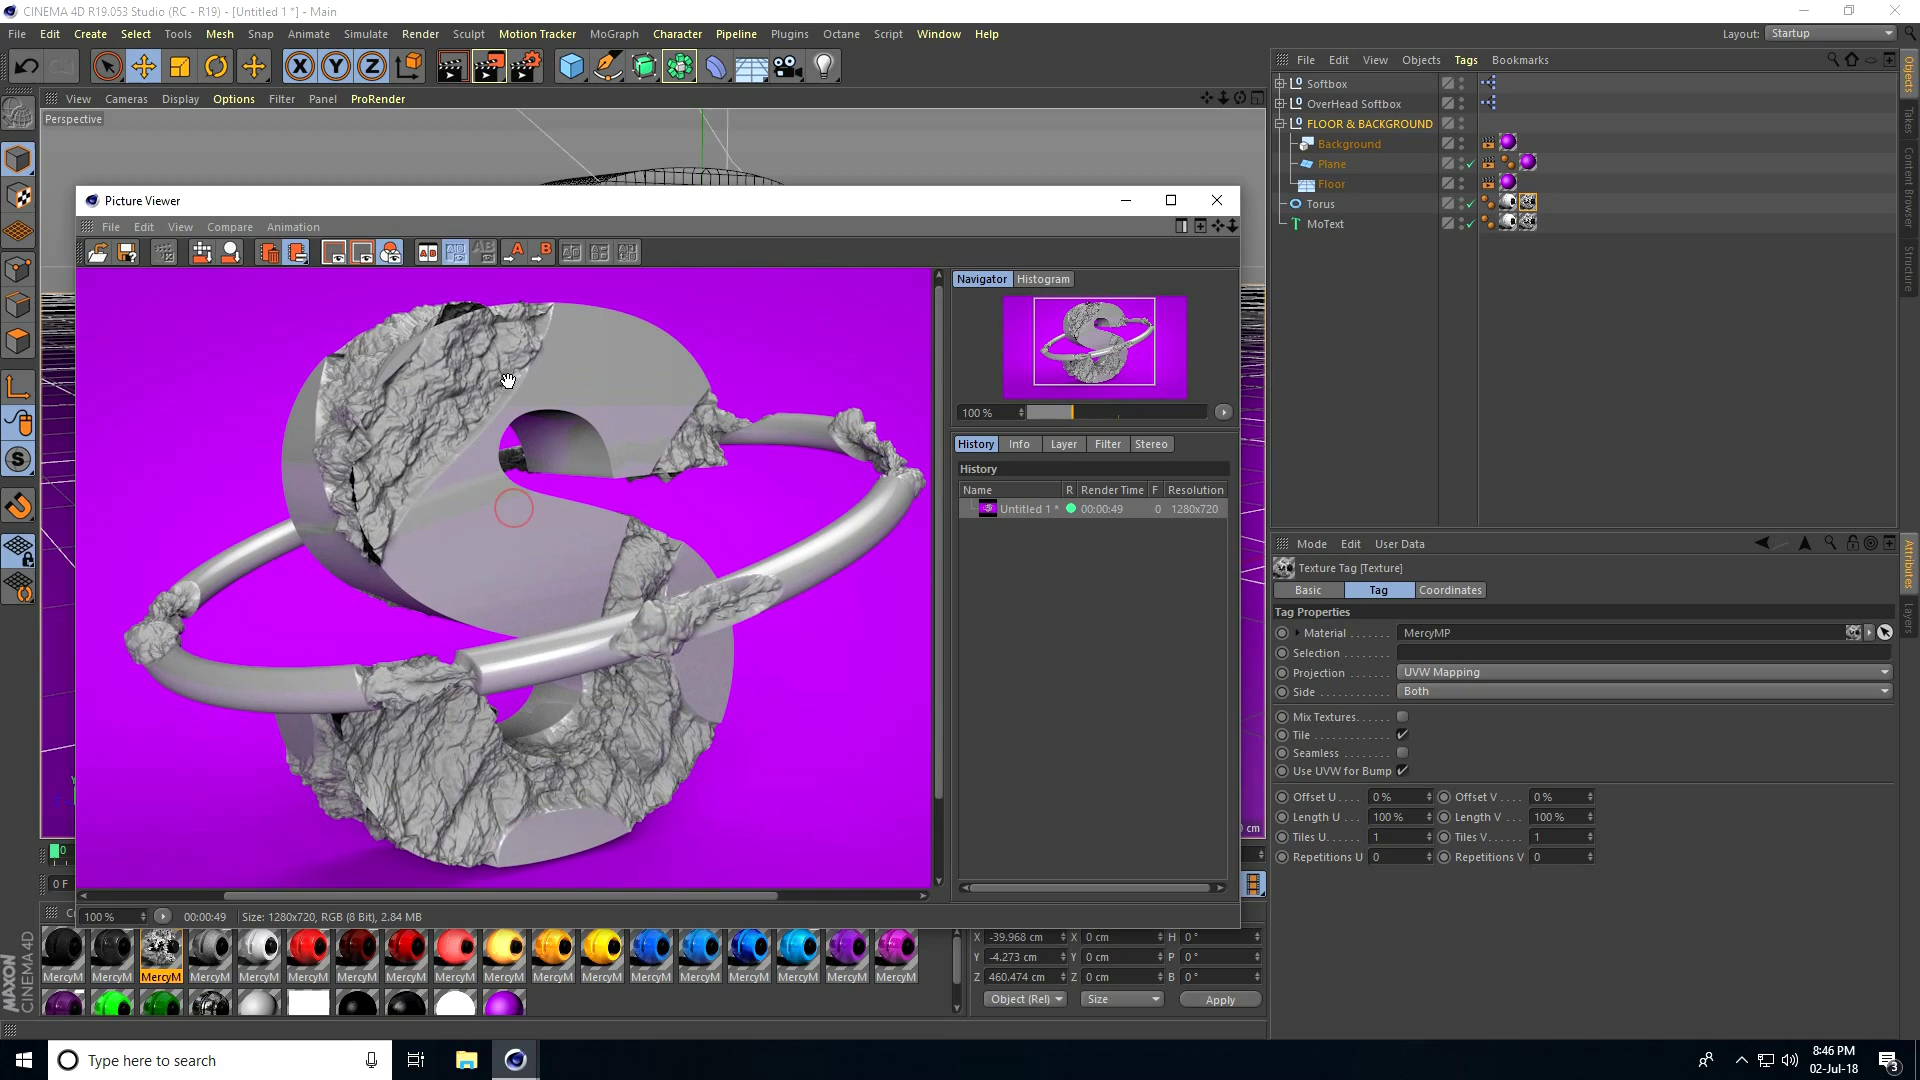 CINEMA 4D R19.053 Studio (RC - R19) - [Untitled 1 *] - Main
File Edit Create Select Tools Mesh Snap Animate Simulate Render Sculpt Motion Tracker MoGraph Character Pipeline Plugins Octane Script Window Help
Layout: Startup
File Edit View Objects Tags Bookmarks
Softbox
OverHead Softbox
FLOOR & BACKGROUND
Background
Plane
Floor
Torus
MoText
Objects
Takes
Content Browser
Structure
View Cameras Display Options Filter Panel ProRender
Perspective
Picture Viewer
File Edit View Compare Animation
Navigator Histogram
100 %
History Info Layer Filter Stereo
History
Name R Render Time F Resolution
Untitled 1 * 00:00:49 0 1280x720
100 % 00:00:49 Size: 1280x720, RGB (8 Bit), 2.84 MB
0 F
Mode Edit User Data
Texture Tag [Texture]
Basic Tag Coordinates
Tag Properties
Material MercyMP
Selection
Projection UVW Mapping
Side Both
Mix Textures
Tile
Seamless
Use UVW for Bump
Offset U 0 % Offset V 0 %
Length U 100 % Length V 100 %
Tiles U 1 Tiles V 1
Repetitions U 0 Repetitions V 0
Attributes
Layers
MercyM MercyM MercyM MercyM MercyM MercyM MercyM MercyM MercyM MercyM MercyM MercyM MercyM MercyM MercyM MercyM MercyM MercyM
X -39.968 cm X 0 cm H 0 °
Y -4.273 cm Y 0 cm P 0 °
Z 460.474 cm Z 0 cm B 0 °
Object (Rel) Size Apply
MAXON CINEMA 4D
Type here to search
8:46 PM
02-Jul-18
3